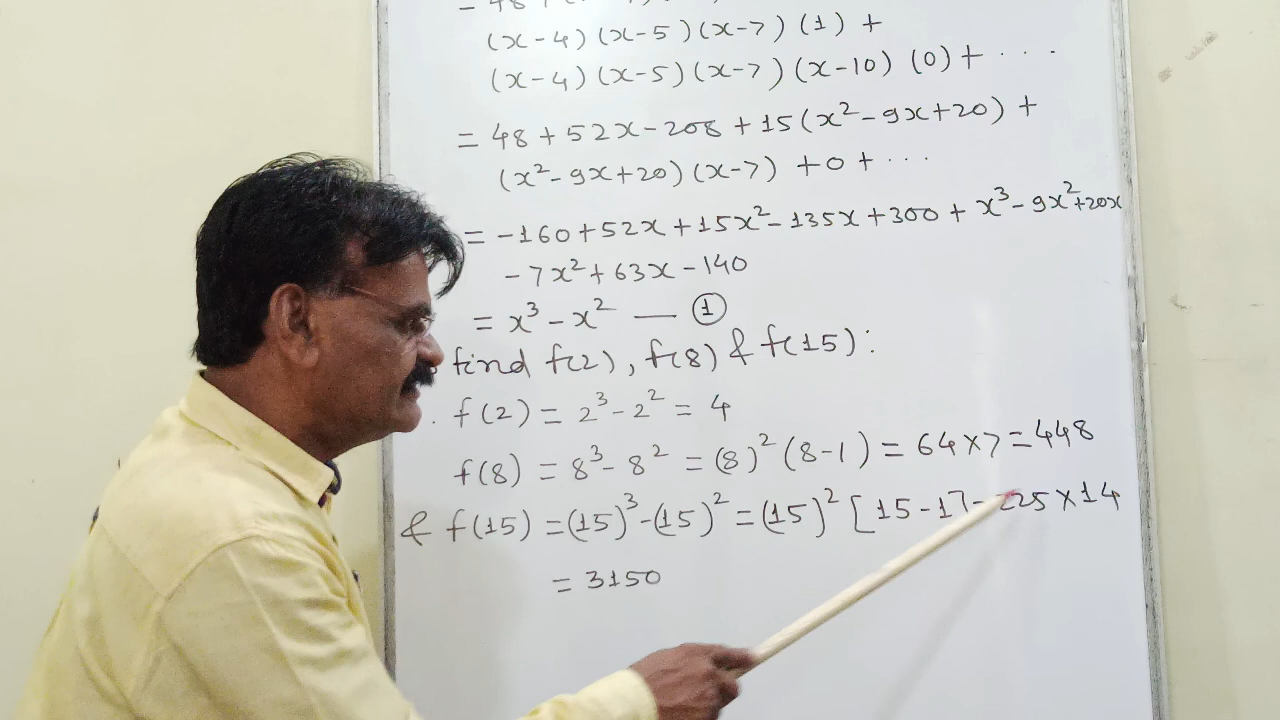 (x-4) (x-5) (x-7) (1) +
(x-4) (x-5) (x-7) (x-10) (0) + ...
= 48 + 52x - 208 + 15(x² - 9x + 20) +
(x² - 9x + 20) (x-7) + 0 + ...
= -160 + 52x + 15x² - 135x + 300 + x³ - 9x² + 20x
- 7x² + 63x - 140
= x³ - x² — ①
find f(2), f(8) & f(15) :
. f(2) = 2³ - 2² = 4
f(8) = 8³ - 8² = (8)² (8-1) = 64 × 7 = 448
& f(15) = (15)³ - (15)² = (15)² [15 - 1] = 225 × 14
= 3150